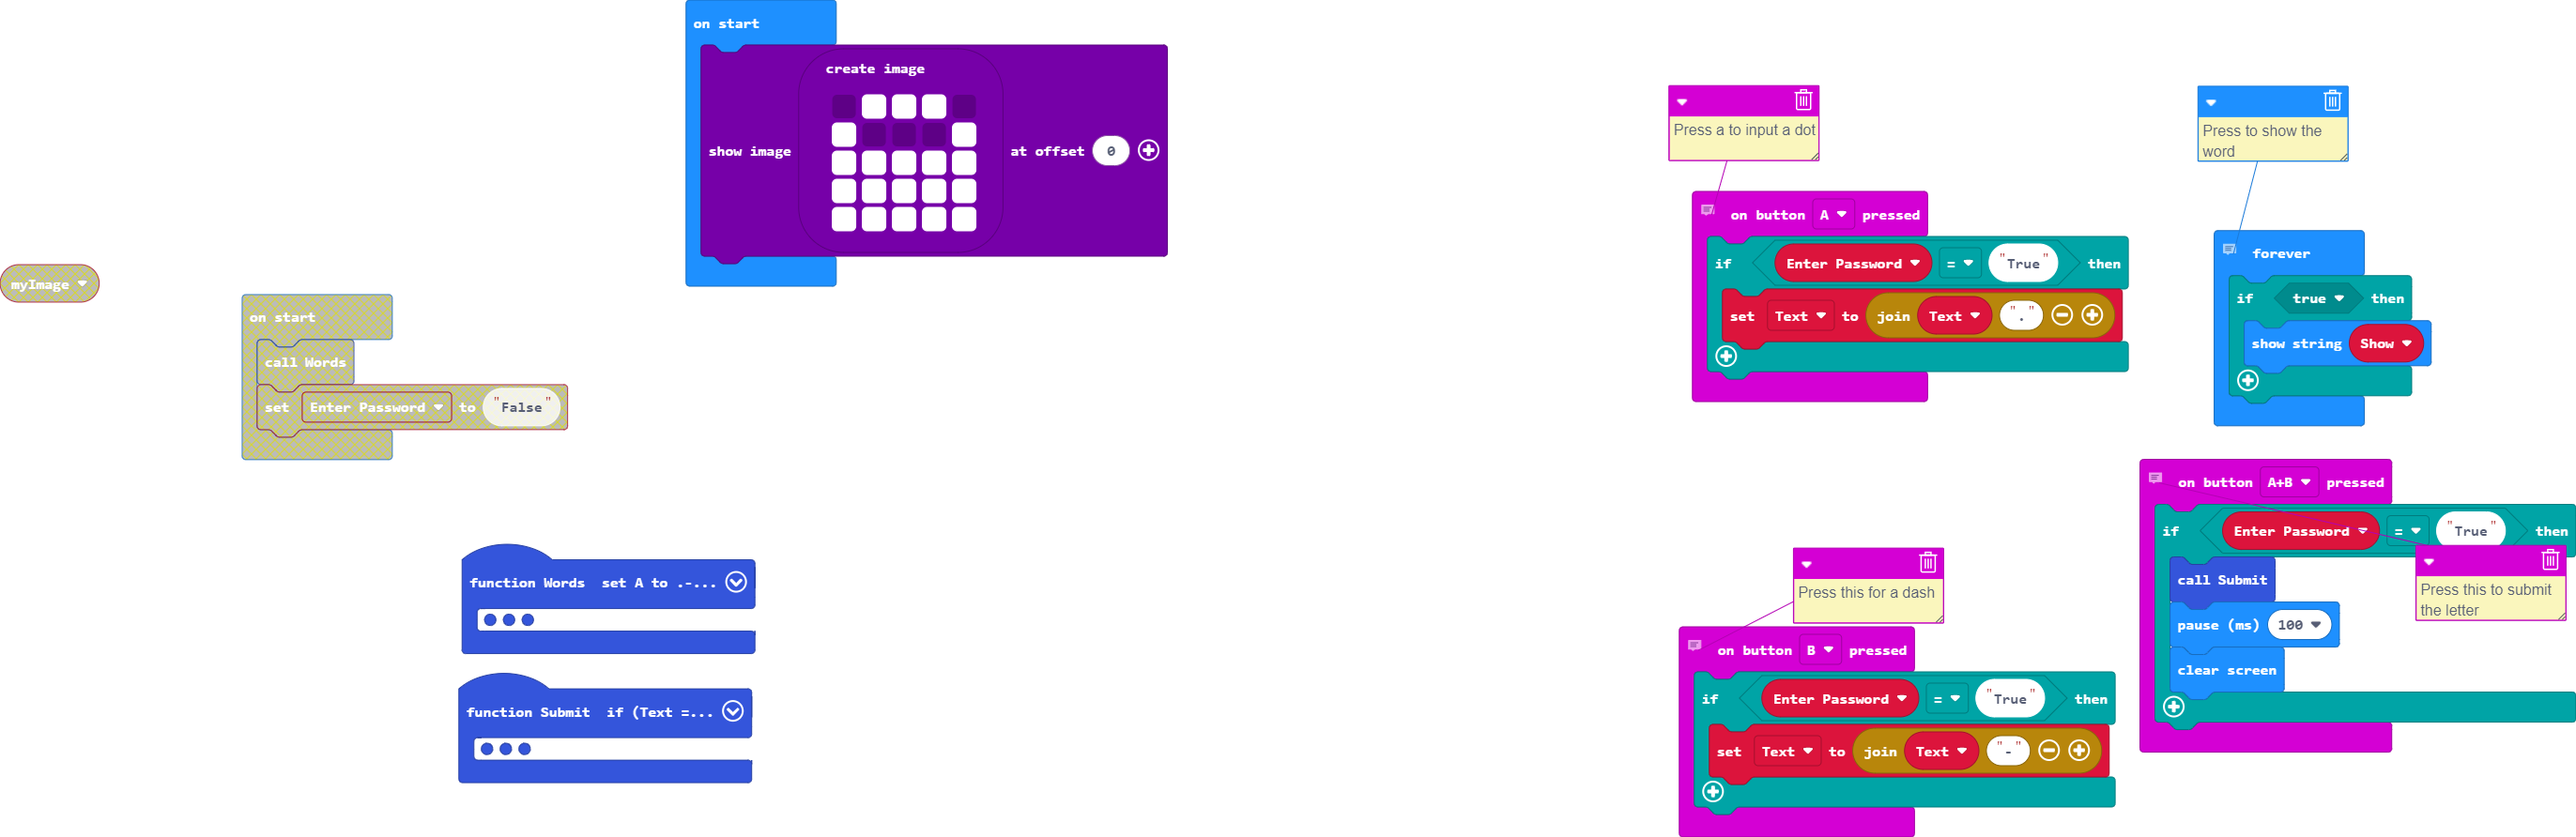 on start
create image
show image
at offset 0
myImage
on start
call Words
set Enter Password to "False"
function Words set A to .-...
function Submit if (Text =...
Press a to input a dot
on button A pressed
if Enter Password = "True" then
set Text to join Text "."
Press to show the
word
forever
if true then
show string Show
on button A+B pressed
if Enter Password = "True" then
call Submit
pause (ms) 100
clear screen
Press this to submit
the letter
Press this for a dash
on button B pressed
if Enter Password = "True" then
set Text to join Text "-"